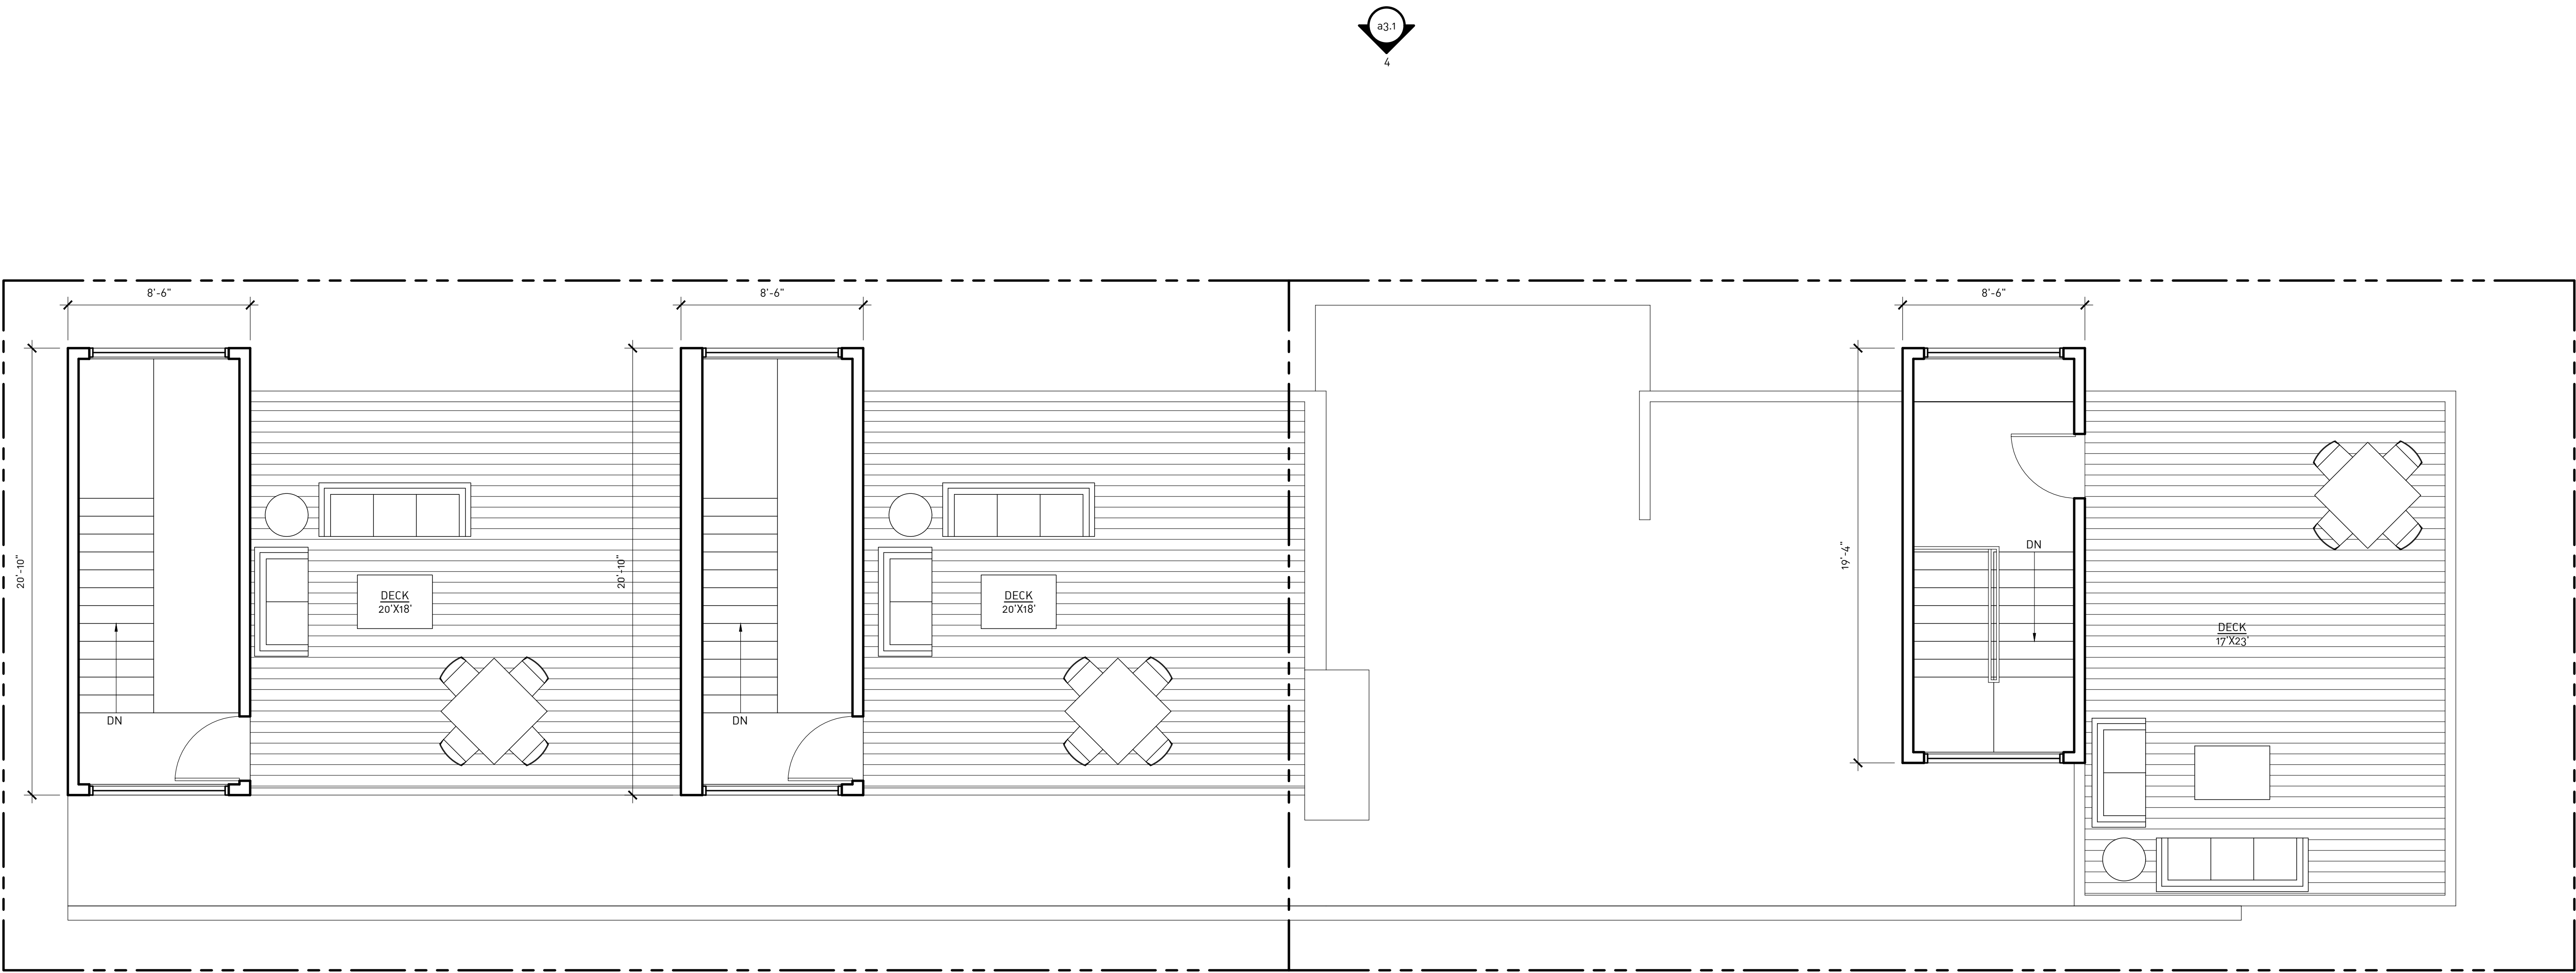 a3.1
4
8'-6"
8'-6"
8'-6"
20'-10"
20'-10"
19'-4"
DN
DECK
20'X18'
DECK
20'X18'
DECK
17'X23'
DN
DN